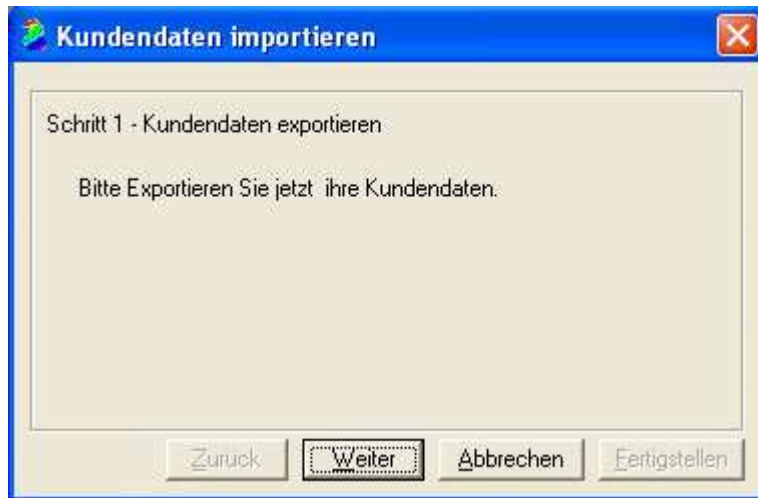 Kundendaten importieren
Schritt 1 - Kundendaten exportieren
Bitte Exportieren Sie jetzt ihre Kundendaten.
Zuruck Weiter Abbrechen Fertigstellen